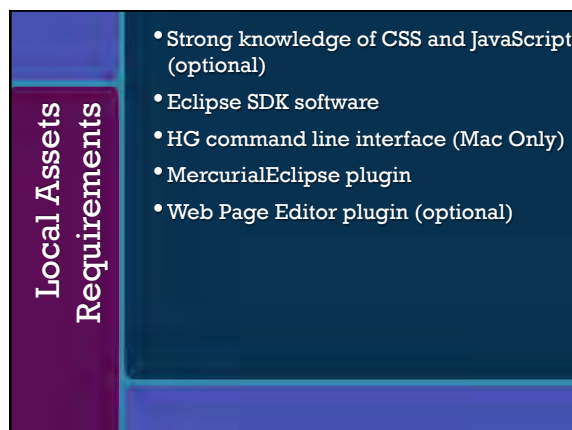 Local Assets
Requirements
• Strong knowledge of CSS and JavaScript
(optional)
• Eclipse SDK software
• HG command line interface (Mac Only)
• MercurialEclipse plugin
• Web Page Editor plugin (optional)